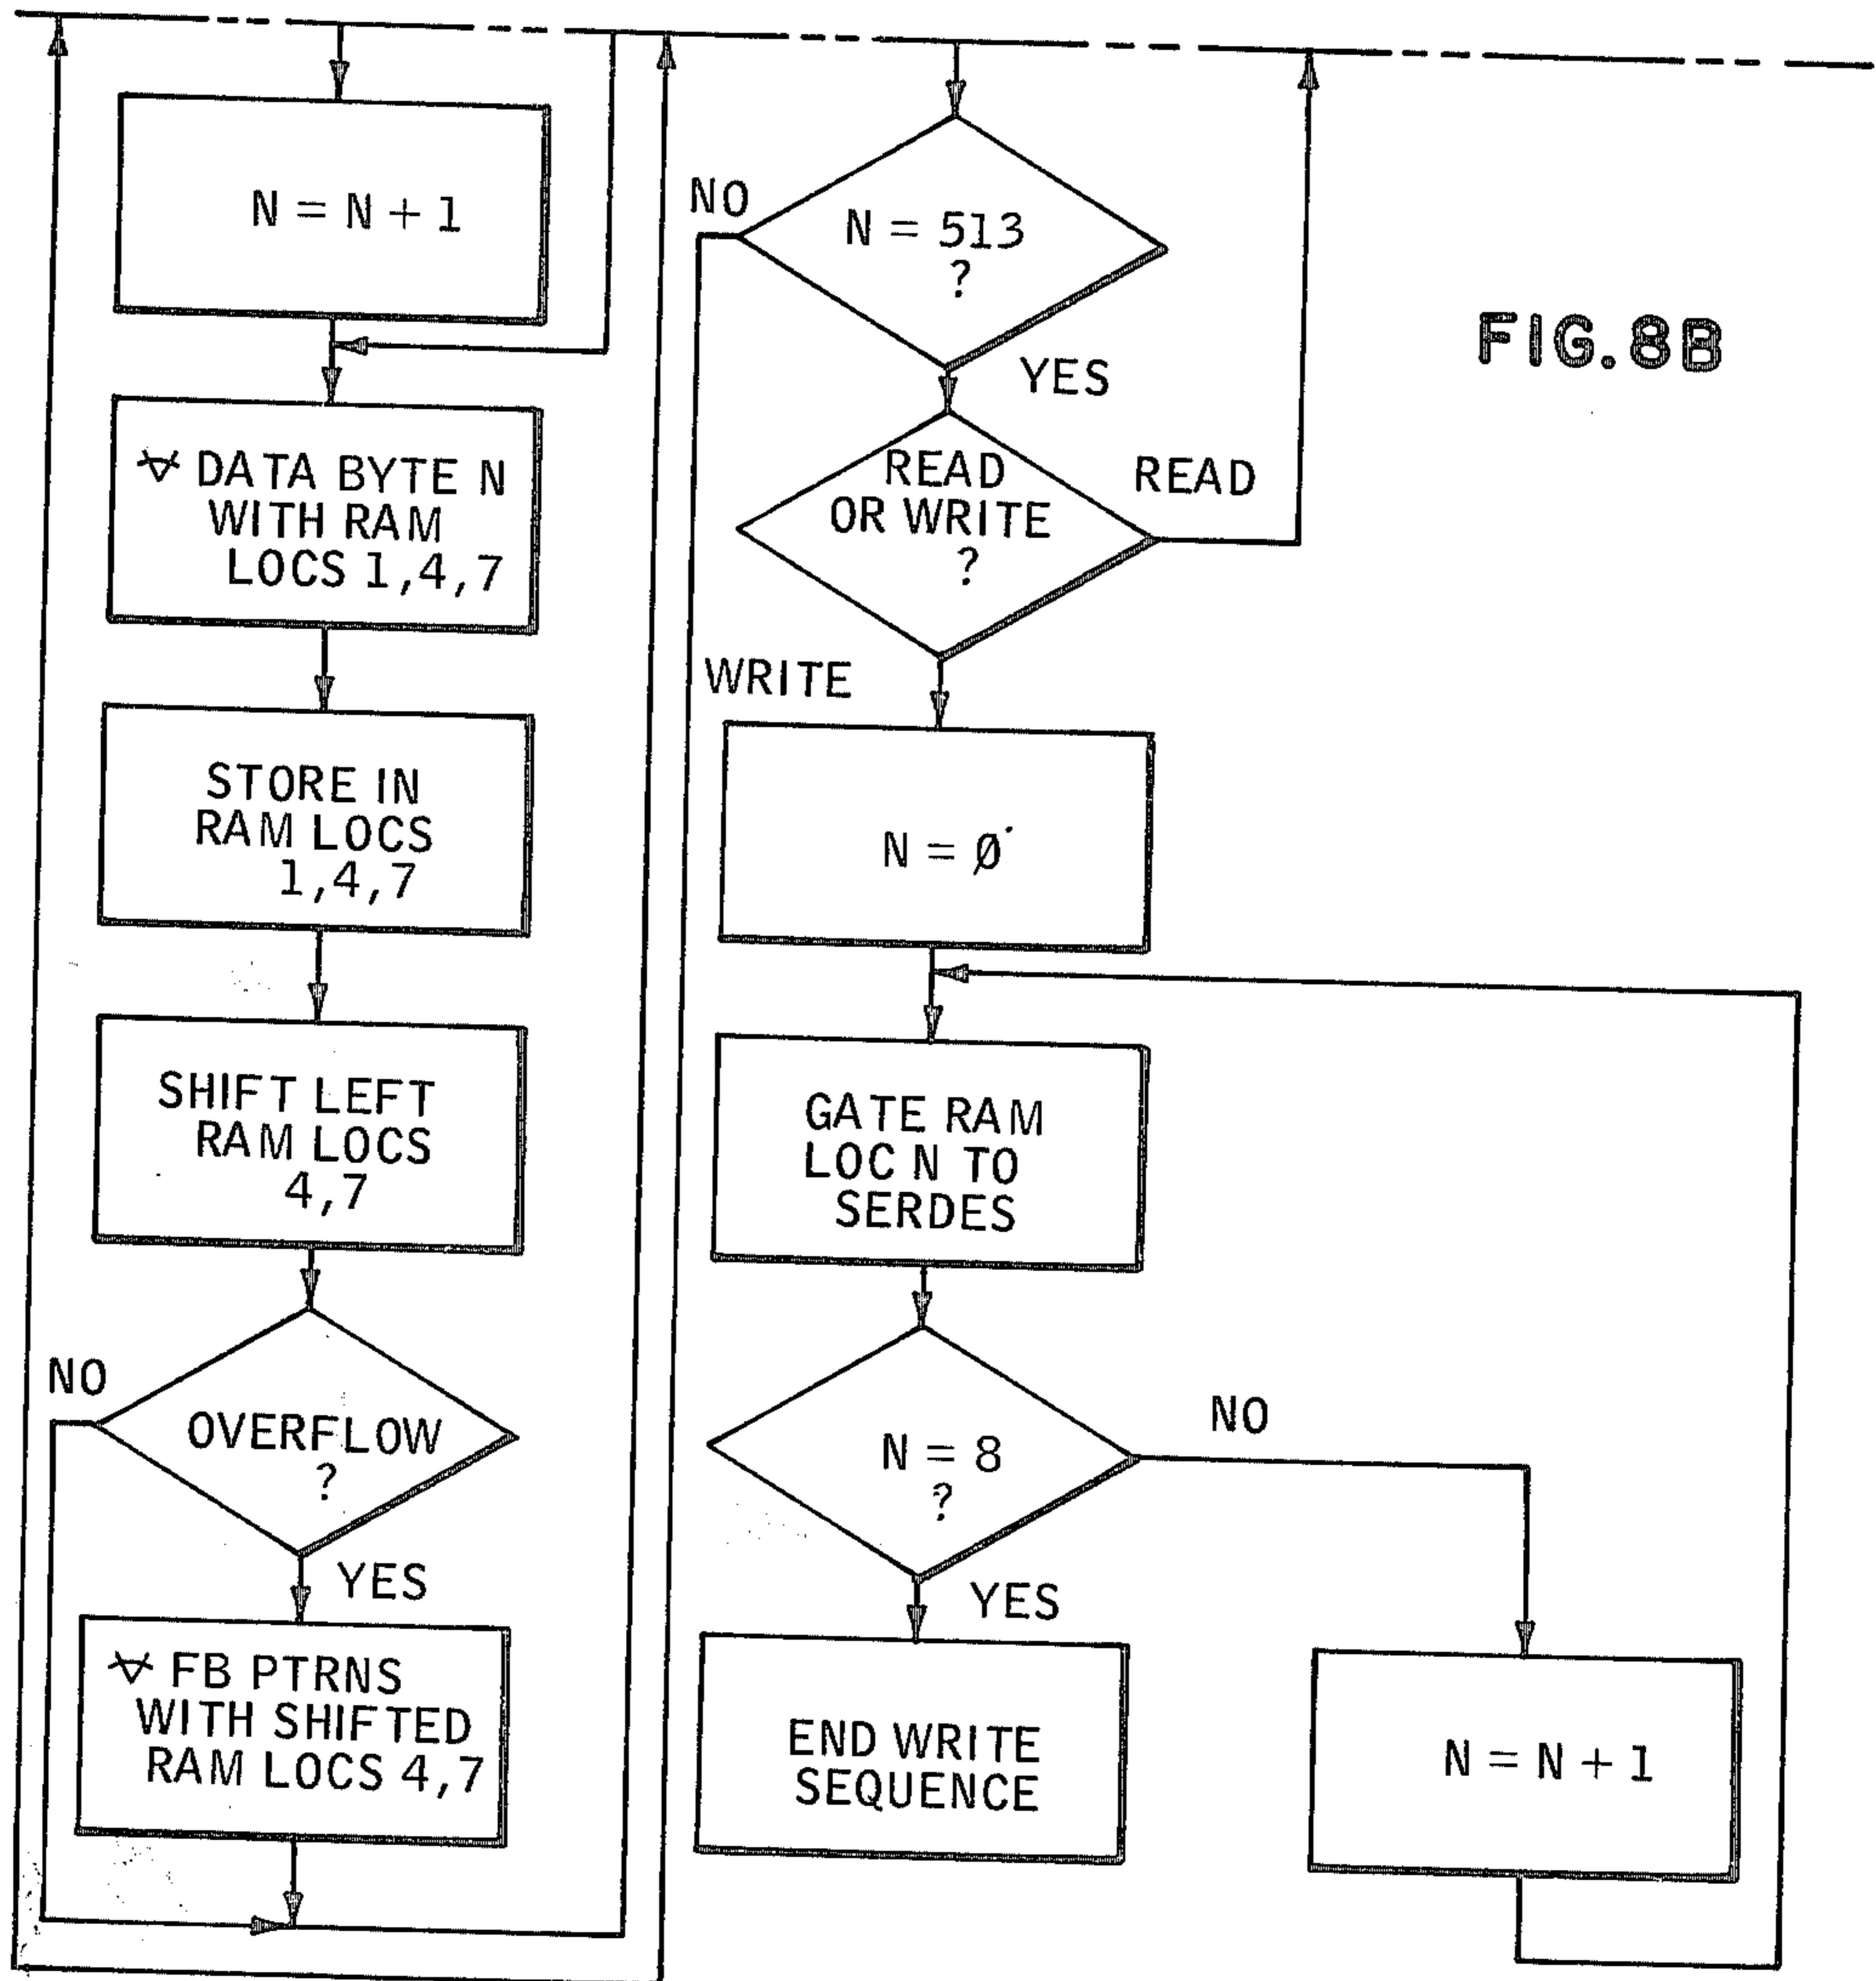 N = N + 1
⊻ DATA BYTE N
WITH RAM
LOCS 1,4,7
STORE IN
RAM LOCS
1,4,7
SHIFT LEFT
RAM LOCS
4,7
NO
OVERFLOW
?
YES
⊻ FB PTRNS
WITH SHIFTED
RAM LOCS 4,7
NO
N = 513
?
YES
READ
OR WRITE
?
READ
WRITE
N = Ø
GATE RAM
LOC N TO
SERDES
N = 8
?
NO
YES
END WRITE
SEQUENCE
N = N + 1
FIG.8B